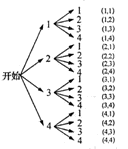 1 (1,1)
2 (1,2)
1 3 (1,3)
4 (1,4)
1 (2,1)
2 (2,2)
2 3 (2,3)
4 (2,4)
开始
1 (3,1)
2 (3,2)
3 3 (3,3)
4 (3,4)
1 (4,1)
2 (4,2)
4 3 (4,3)
4 (4,4)